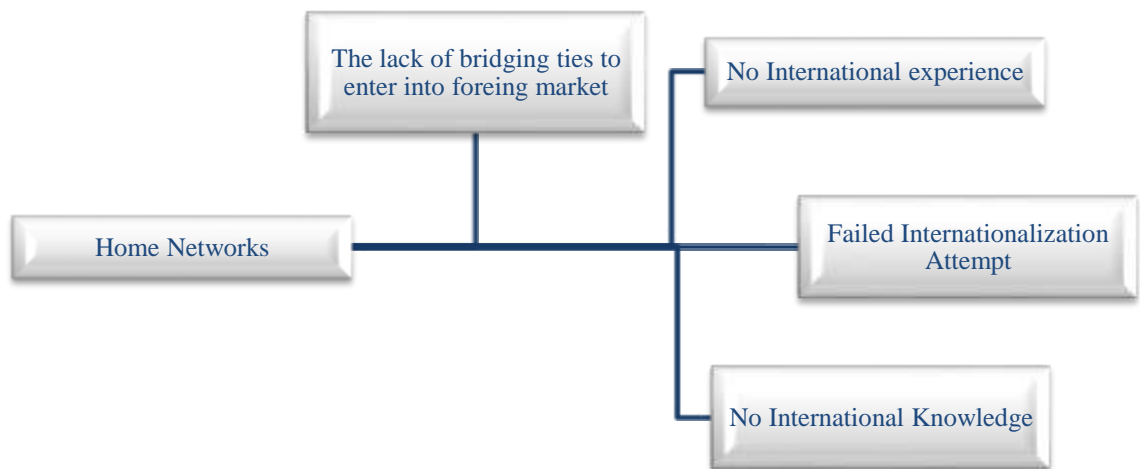 The lack of bridging ties to
enter into foreing market
No International experience
Home Networks
Failed Internationalization
Attempt
No International Knowledge